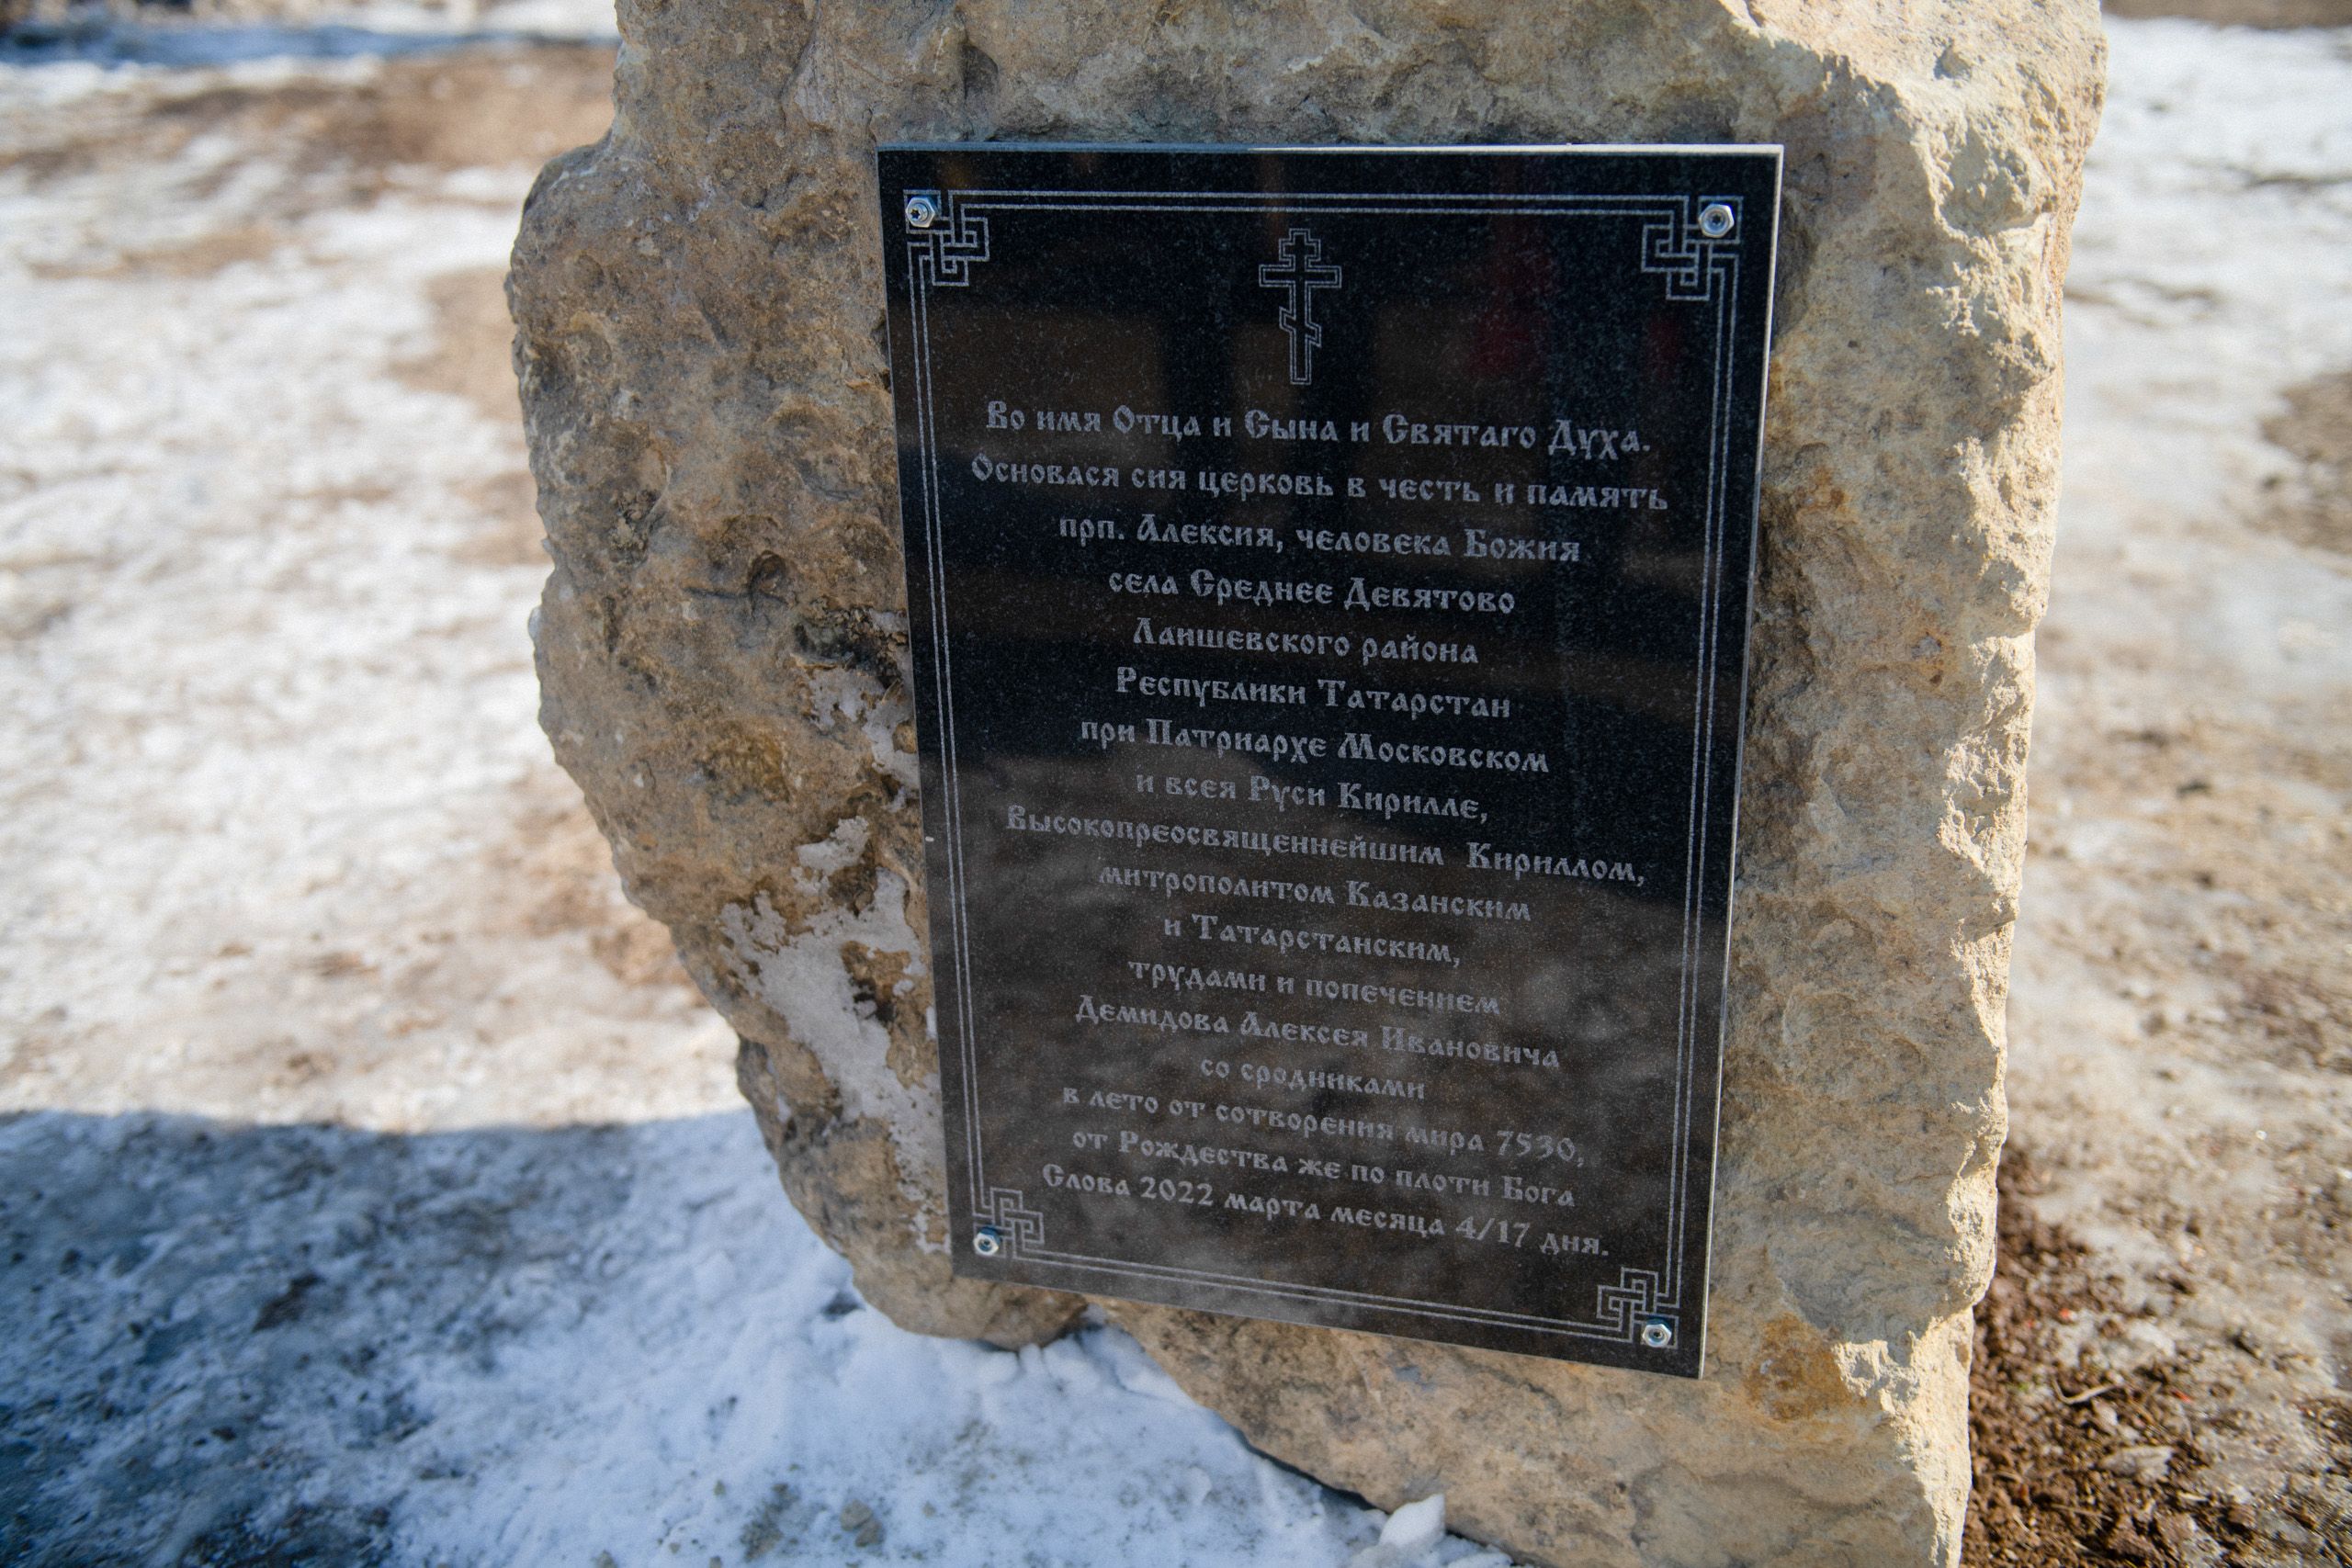 Во имя Отца и Сына и Святаго Духа.
Основася сия церковь в честь и память
прп. Алексия, человека Божия
села Среднее Девятово
Лаишевского района
Республики Татарстан
при Патриархе Московском
и всея Руси Кирилле,
Высокопреосвященнейшим Кириллом,
митрополитом Казанским
и Татарстанским,
трудами и попечением
Демидова Алексея Ивановича
со сродниками
в лето от сотворения мира 7530,
от Рождества же по плоти Бога
Слова 2022 марта месяца 4/17 дня.